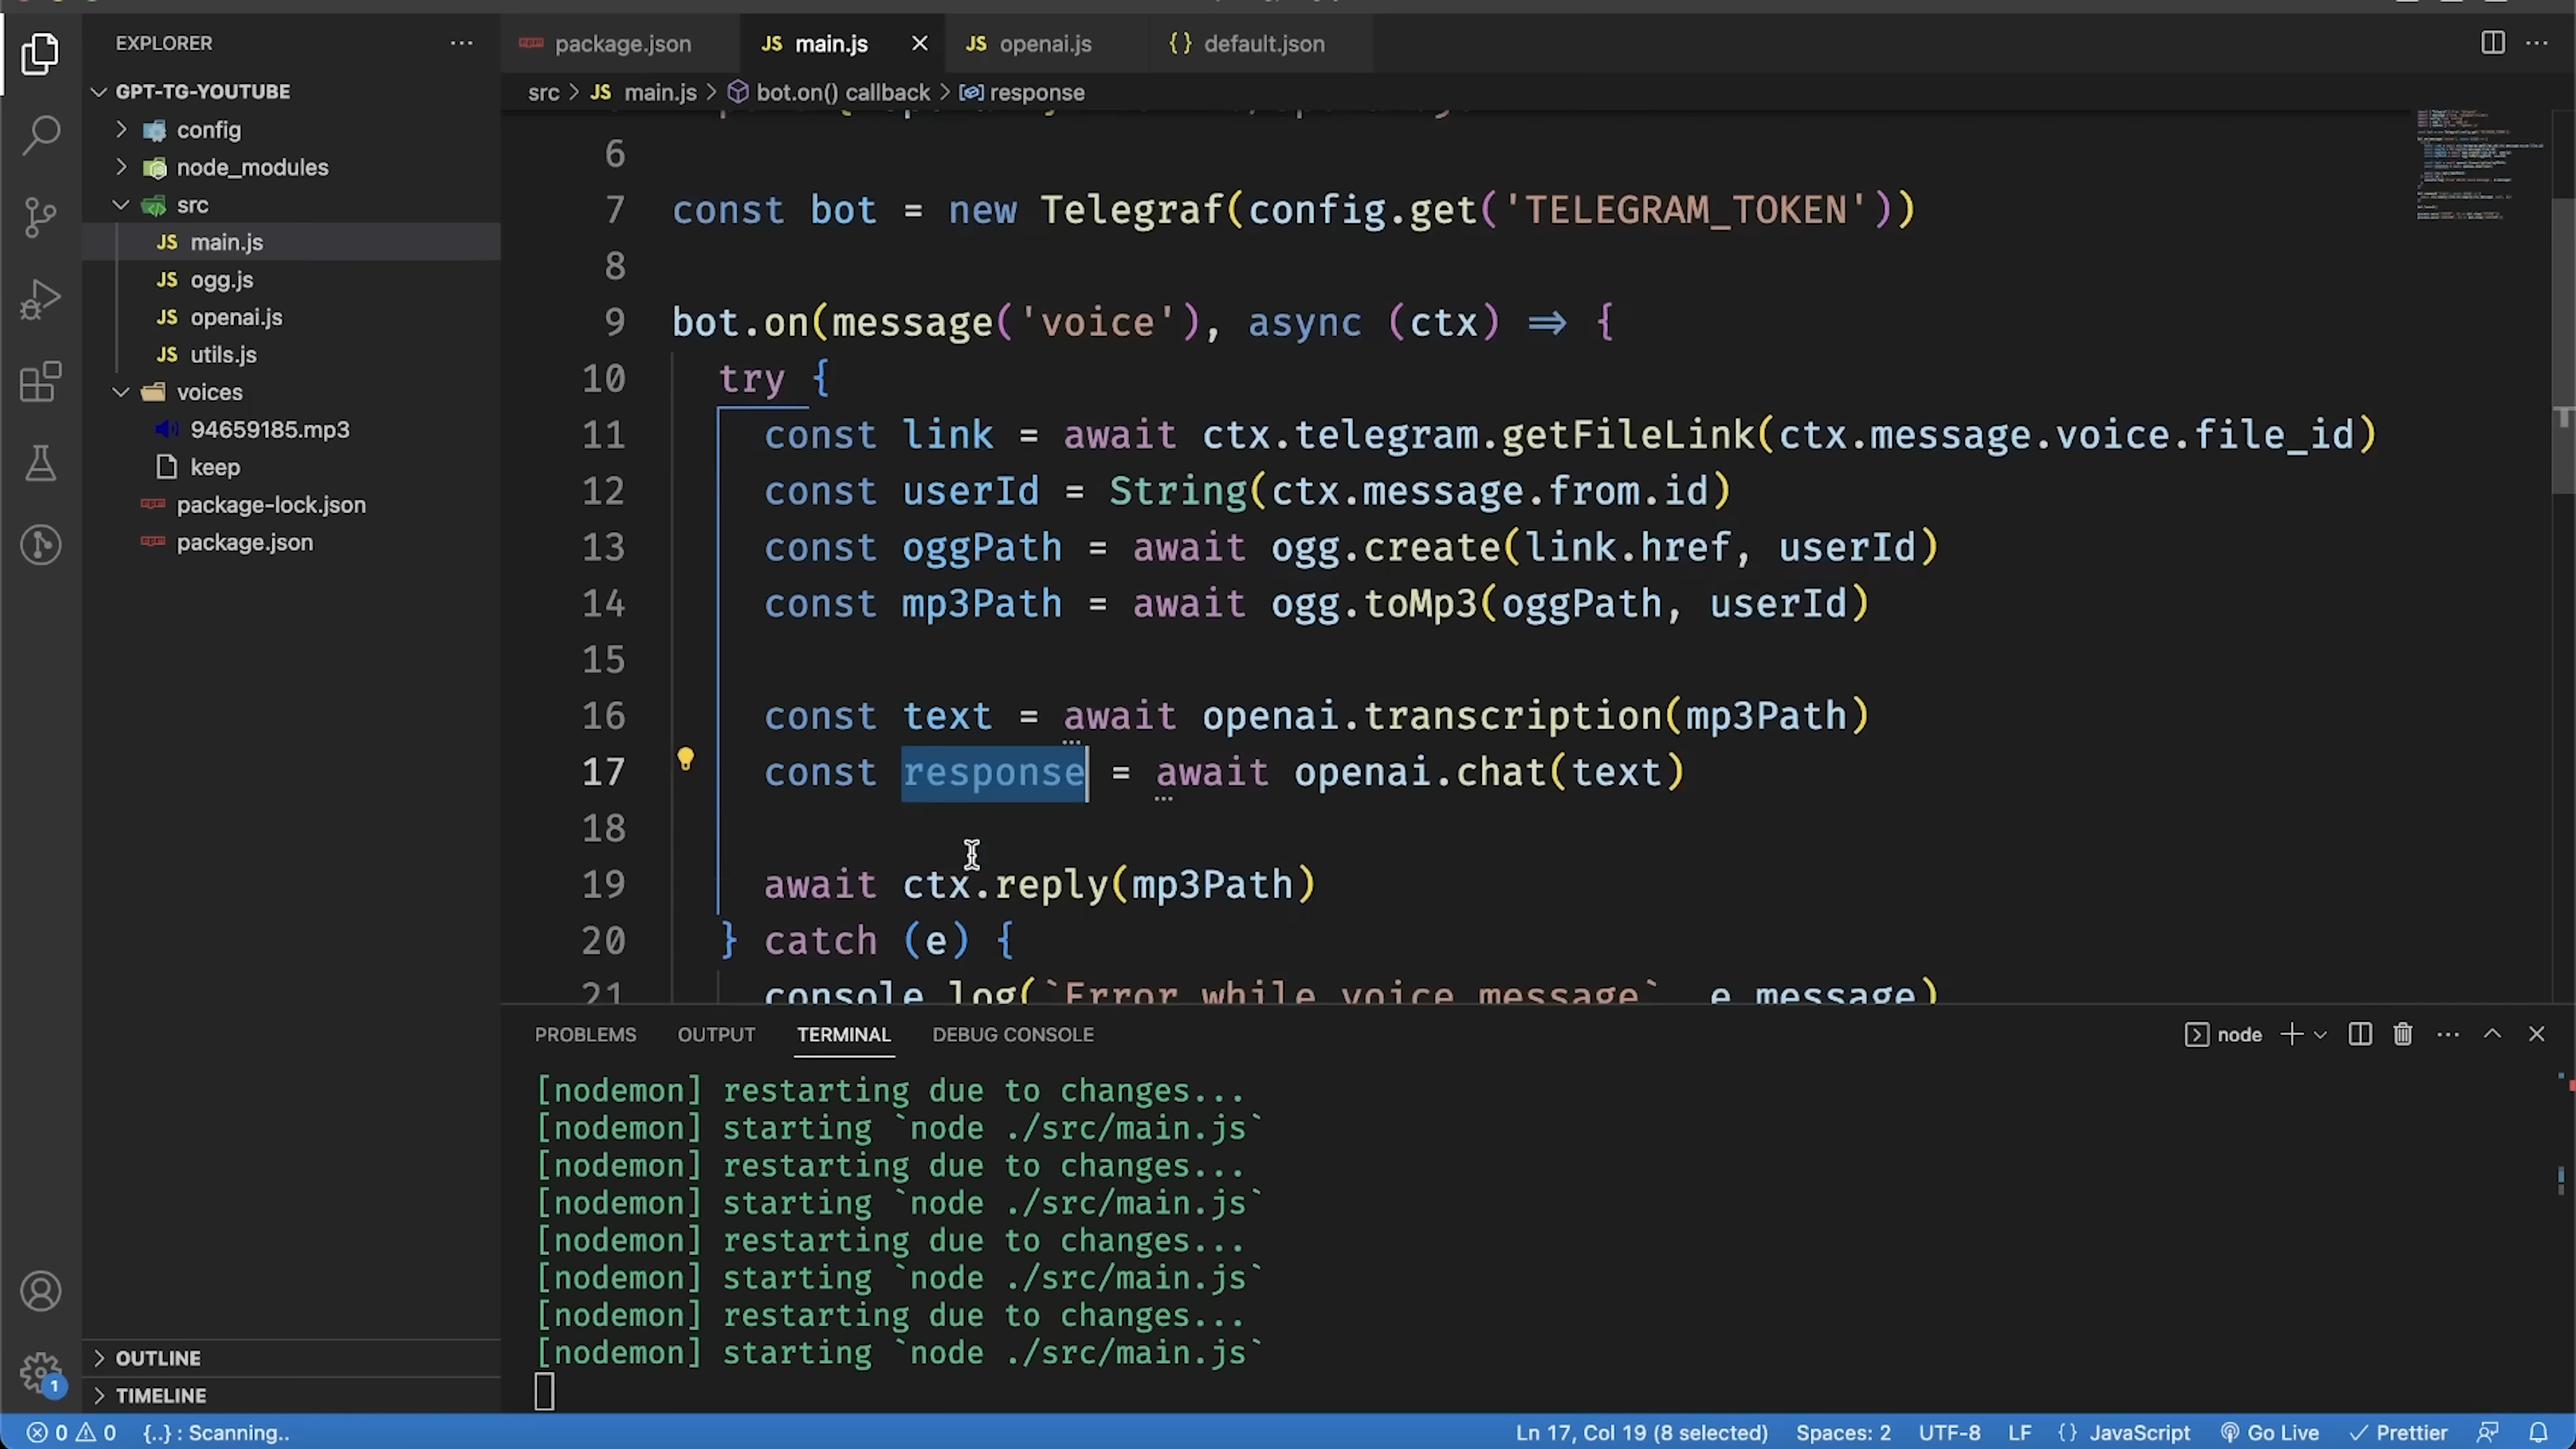 EXPLORER
GPT-TG-YOUTUBE
config
node_modules
src
JS main.js
JS ogg.js
JS openai.js
JS utils.js
voices
94659185.mp3
keep
package-lock.json
package.json
OUTLINE
TIMELINE
package.json JS main.js JS openai.js {} default.json
src > JS main.js > bot.on() callback > response
6
7 const bot = new Telegraf(config.get('TELEGRAM_TOKEN'))
8
9 bot.on(message('voice'), async (ctx) => {
10 try {
11 const link = await ctx.telegram.getFileLink(ctx.message.voice.file_id)
12 const userId = String(ctx.message.from.id)
13 const oggPath = await ogg.create(link.href, userId)
14 const mp3Path = await ogg.toMp3(oggPath, userId)
15
16 const text = await openai.transcription(mp3Path)
17 const response = await openai.chat(text)
18
19 await ctx.reply(mp3Path)
20 } catch (e) {
21 console.log(`Error while voice message`, e.message)
PROBLEMS OUTPUT TERMINAL DEBUG CONSOLE node
[nodemon] restarting due to changes...
[nodemon] starting `node ./src/main.js`
[nodemon] restarting due to changes...
[nodemon] starting `node ./src/main.js`
[nodemon] restarting due to changes...
[nodemon] starting `node ./src/main.js`
[nodemon] restarting due to changes...
[nodemon] starting `node ./src/main.js`
1
0 0 {..} : Scanning.. Ln 17, Col 19 (8 selected) Spaces: 2 UTF-8 LF {} JavaScript Go Live Prettier